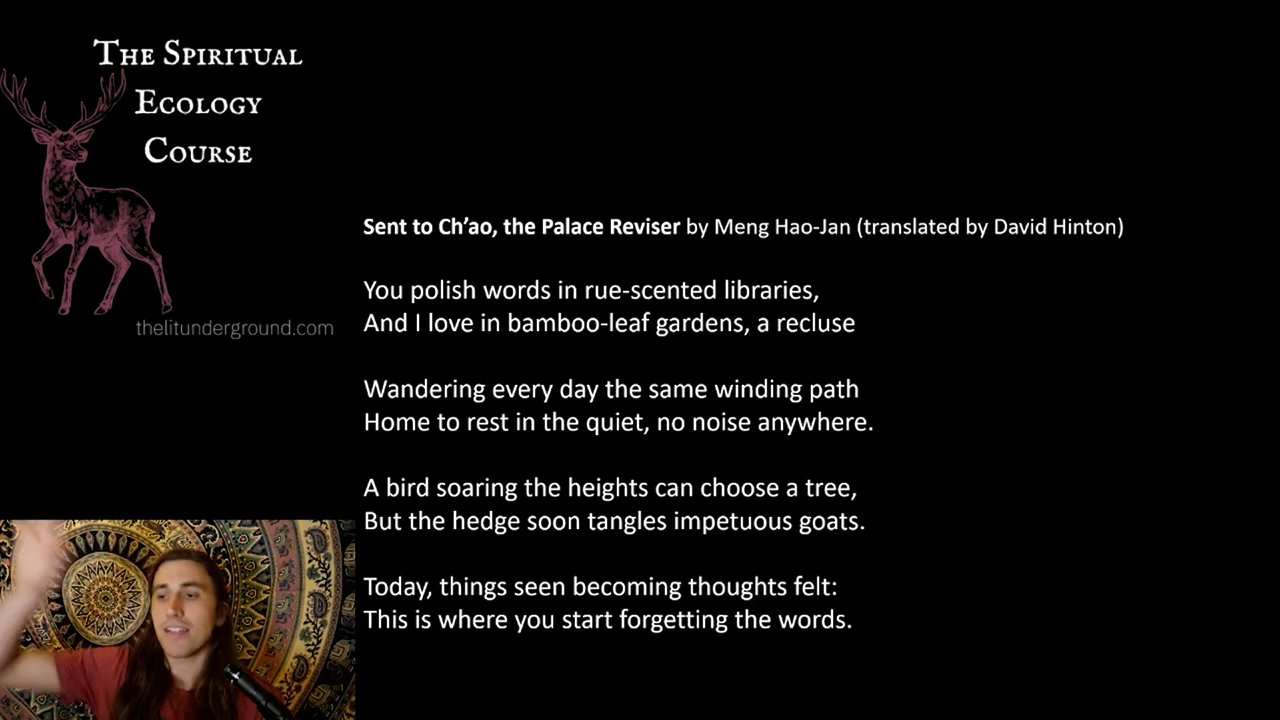 The Spiritual
Ecology
Course
thelitunderground.com
Sent to Ch’ao, the Palace Reviser by Meng Hao-Jan (translated by David Hinton)
You polish words in rue-scented libraries,
And I love in bamboo-leaf gardens, a recluse
Wandering every day the same winding path
Home to rest in the quiet, no noise anywhere.
A bird soaring the heights can choose a tree,
But the hedge soon tangles impetuous goats.
Today, things seen becoming thoughts felt:
This is where you start forgetting the words.